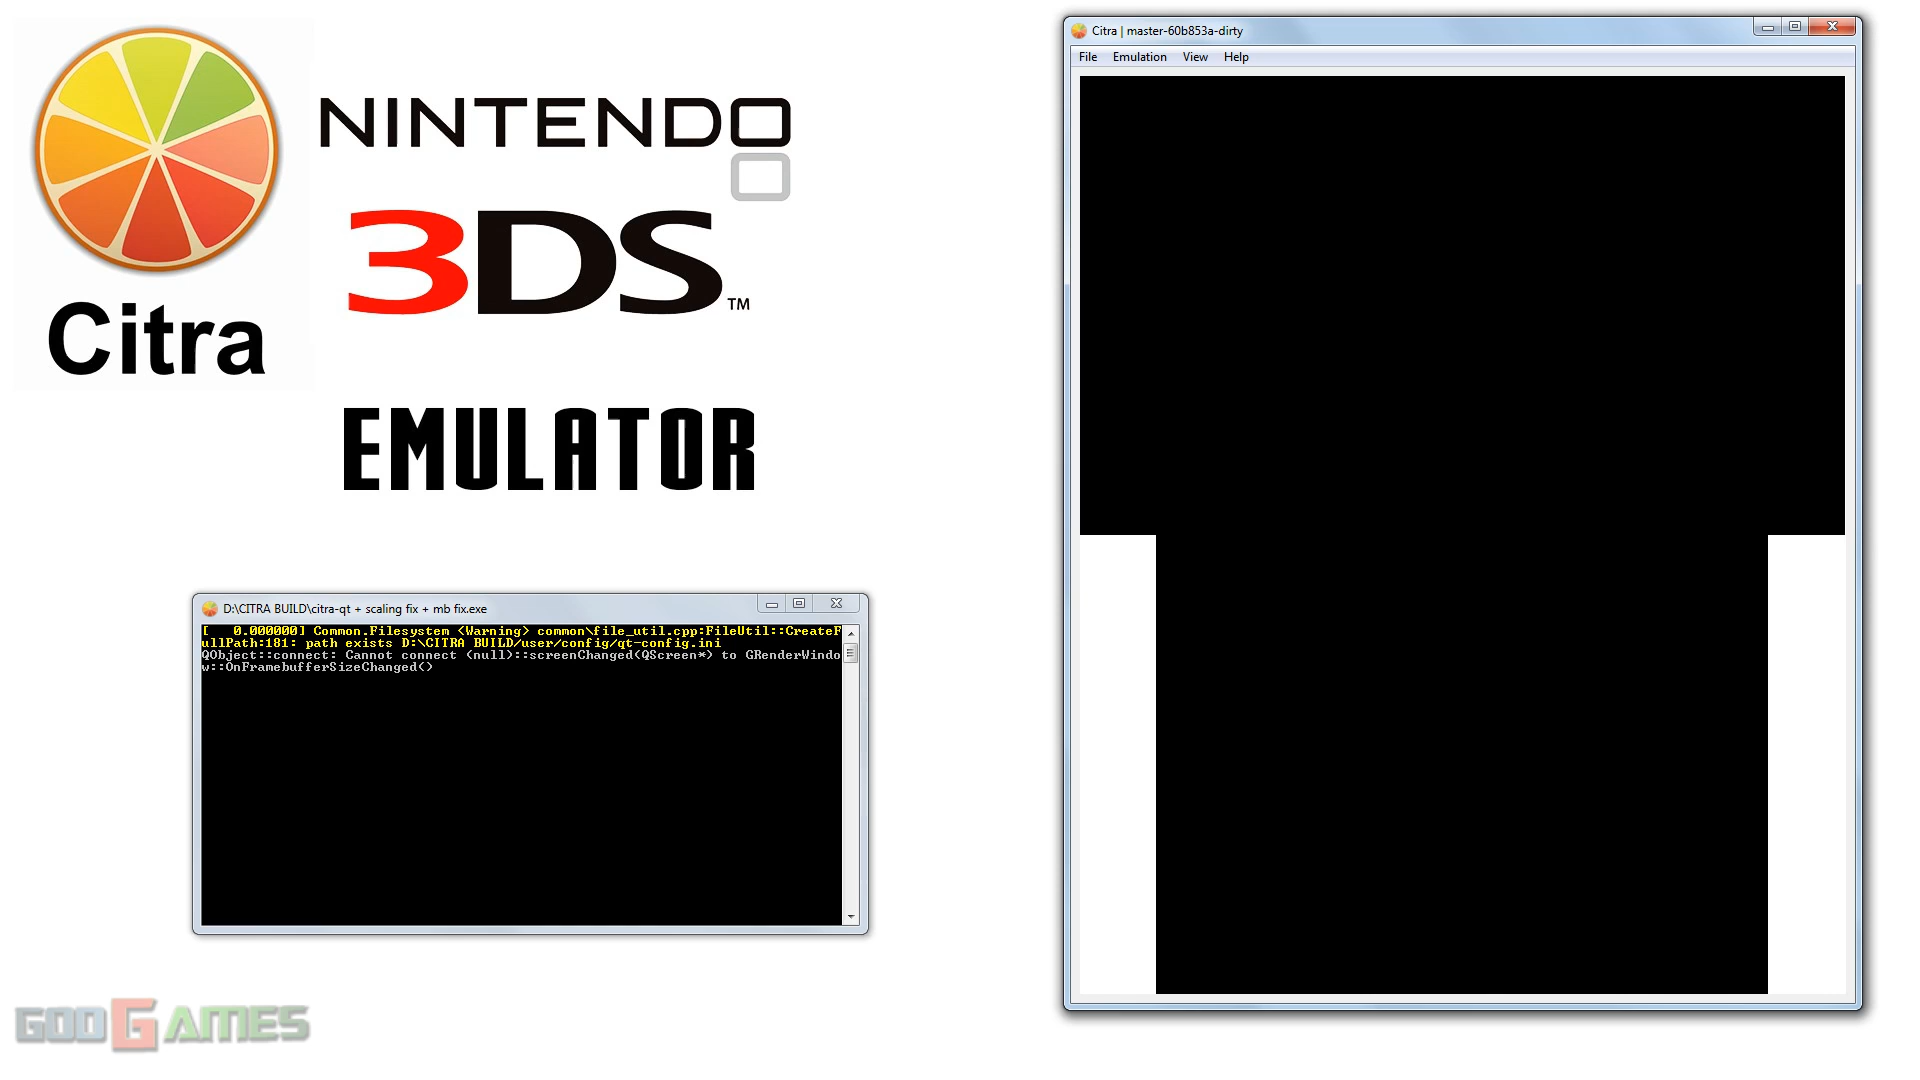 Citra
NINTENDO
3DS™
EMULATOR
Citra | master-60b853a-dirty
File Emulation View Help
D:\CITRA BUILD\citra-qt + scaling fix + mb fix.exe
[   0.000000] Common.Filesystem <Warning> common\file_util.cpp:FileUtil::CreateF
ullPath:181: path exists D:\CITRA BUILD/user/config/qt-config.ini
QObject::connect: Cannot connect (null)::screenChanged(QScreen*) to GRenderWindo
w::OnFramebufferSizeChanged()
GODGAMES